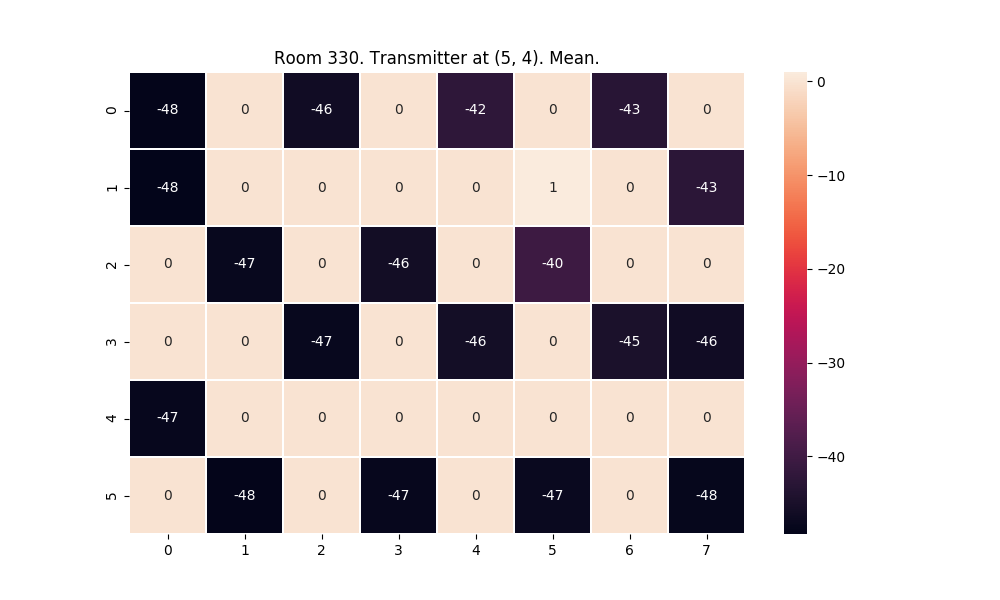 Room 330. Transmitter at (5, 4). Mean.
0 -48 0 -46 0 -42 0 -43 0
1 -48 0 0 0 0 1 0 -43
2 0 -47 0 -46 0 -40 0 0
3 0 0 -47 0 -46 0 -45 -46
4 -47 0 0 0 0 0 0 0
5 0 -48 0 -47 0 -47 0 -48
0 1 2 3 4 5 6 7
0
−10
−20
−30
−40